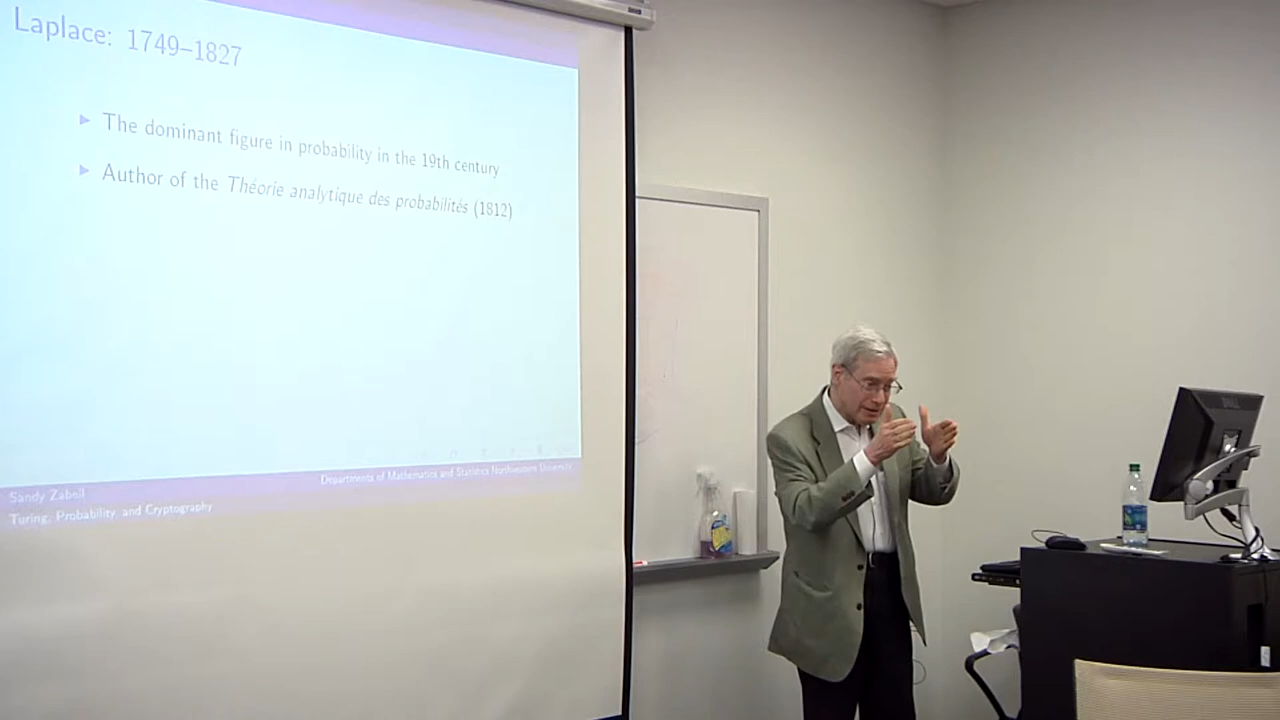 Laplace: 1749–1827
▶ The dominant figure in probability in the 19th century
▶ Author of the Théorie analytique des probabilités (1812)
Departments of Mathematics and Statistics Northwestern University
Sandy Zabell
Turing, Probability, and Cryptography